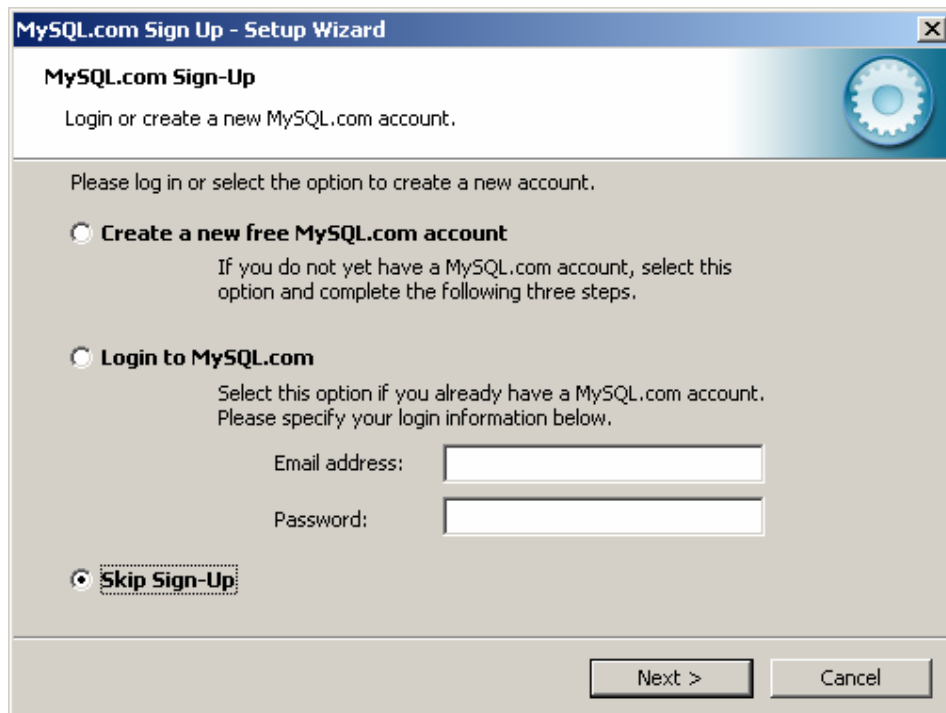 MySQL.com Sign Up - Setup Wizard
MySQL.com Sign-Up
Login or create a new MySQL.com account.
Please log in or select the option to create a new account.
Create a new free MySQL.com account
If you do not yet have a MySQL.com account, select this
option and complete the following three steps.
Login to MySQL.com
Select this option if you already have a MySQL.com account.
Please specify your login information below.
Email address:
Password:
Skip Sign-Up
Next >
Cancel